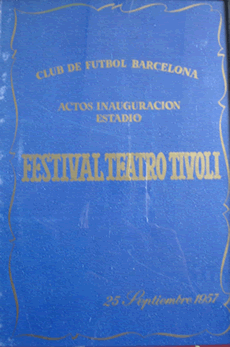 CLUB DE FUTBOL BARCELONA
ACTOS INAUGURACION
ESTADIO
FESTIVAL TEATRO TIVOLI
25 Septiembre 1957